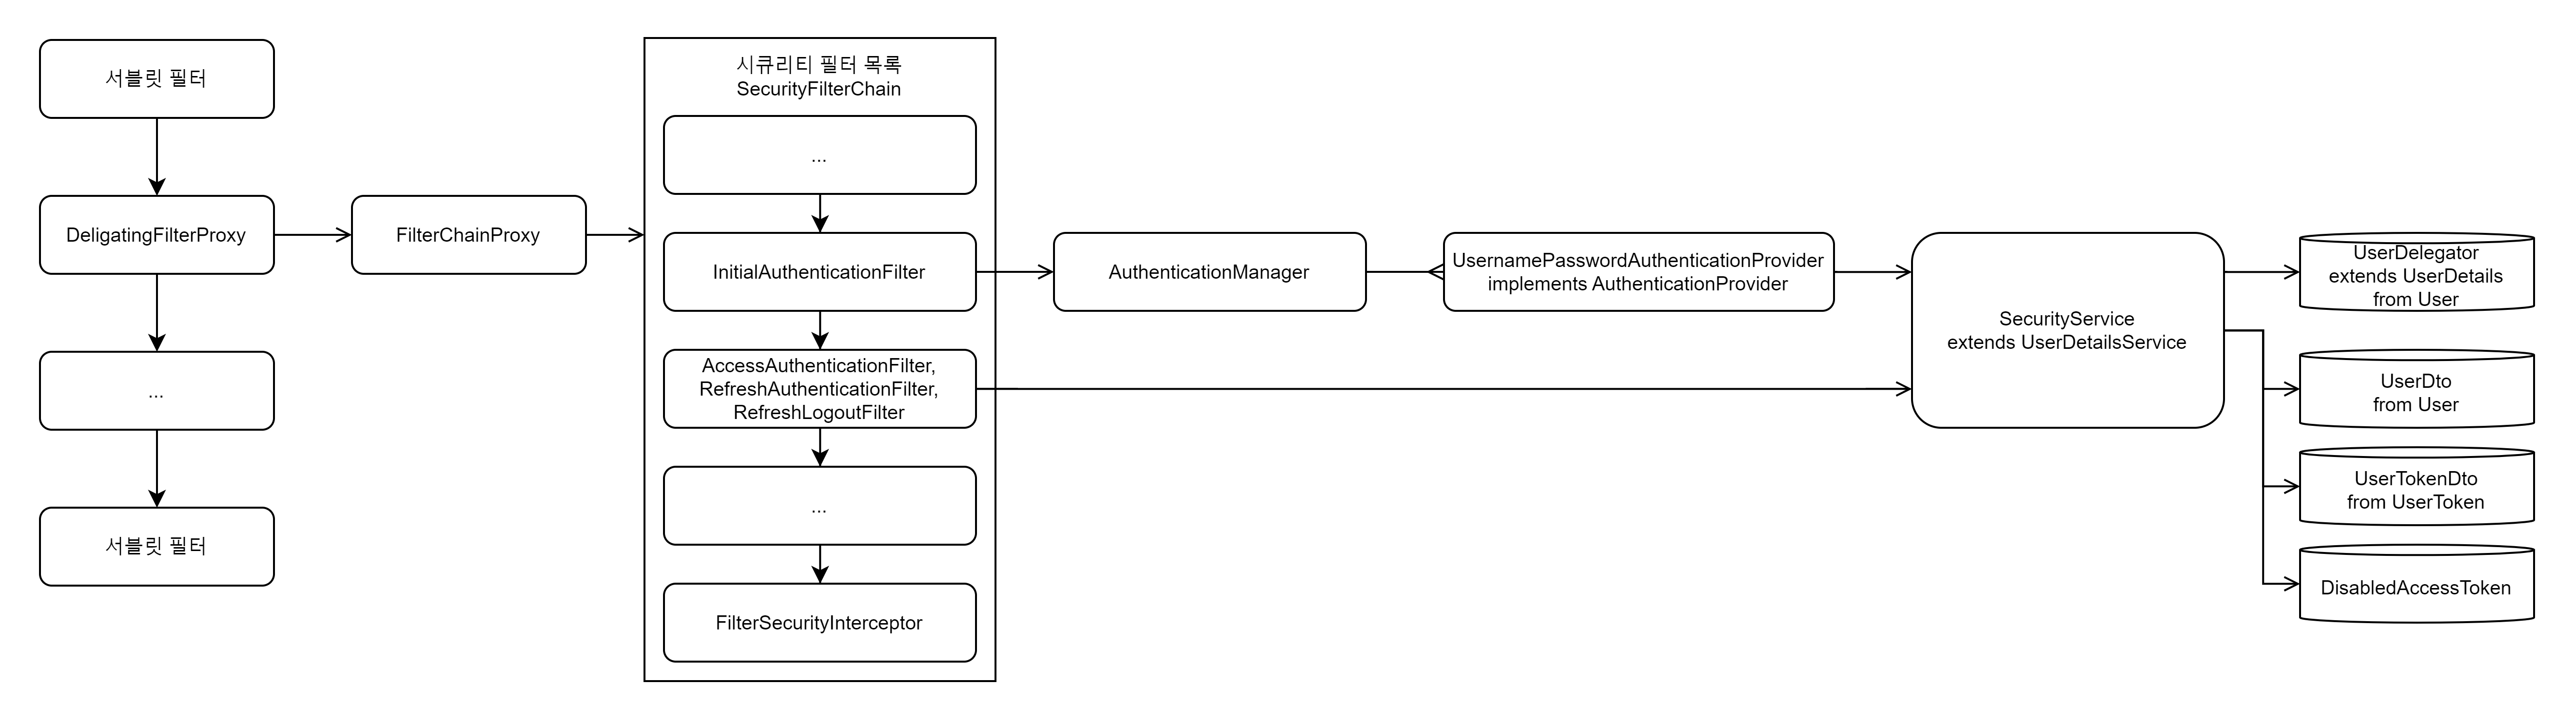 서블릿 필터
DeligatingFilterProxy
...
서블릿 필터
FilterChainProxy
시큐리티 필터 목록
SecurityFilterChain
...
InitialAuthenticationFilter
AccessAuthenticationFilter,
RefreshAuthenticationFilter,
RefreshLogoutFilter
...
FilterSecurityInterceptor
AuthenticationManager
UsernamePasswordAuthenticationProvider
implements AuthenticationProvider
SecurityService
extends UserDetailsService
UserDelegator
extends UserDetails
from User
UserDto
from User
UserTokenDto
from UserToken
DisabledAccessToken